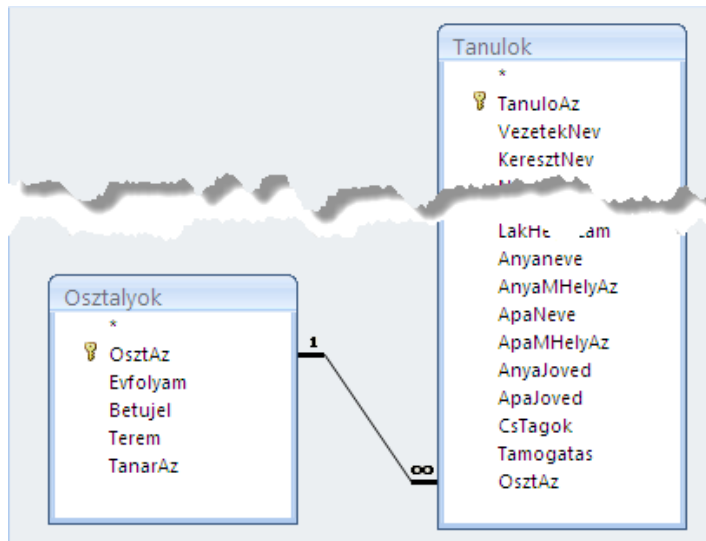 Tanulok
*
TanuloAz
VezetekNev
KeresztNev
Anyaneve
AnyaMHelyAz
ApaNeve
ApaMHelyAz
AnyaJoved
ApaJoved
CsTagok
Tamogatas
OsztAz
Osztalyok
*
OsztAz
Evfolyam
Betujel
Terem
TanarAz
1
∞